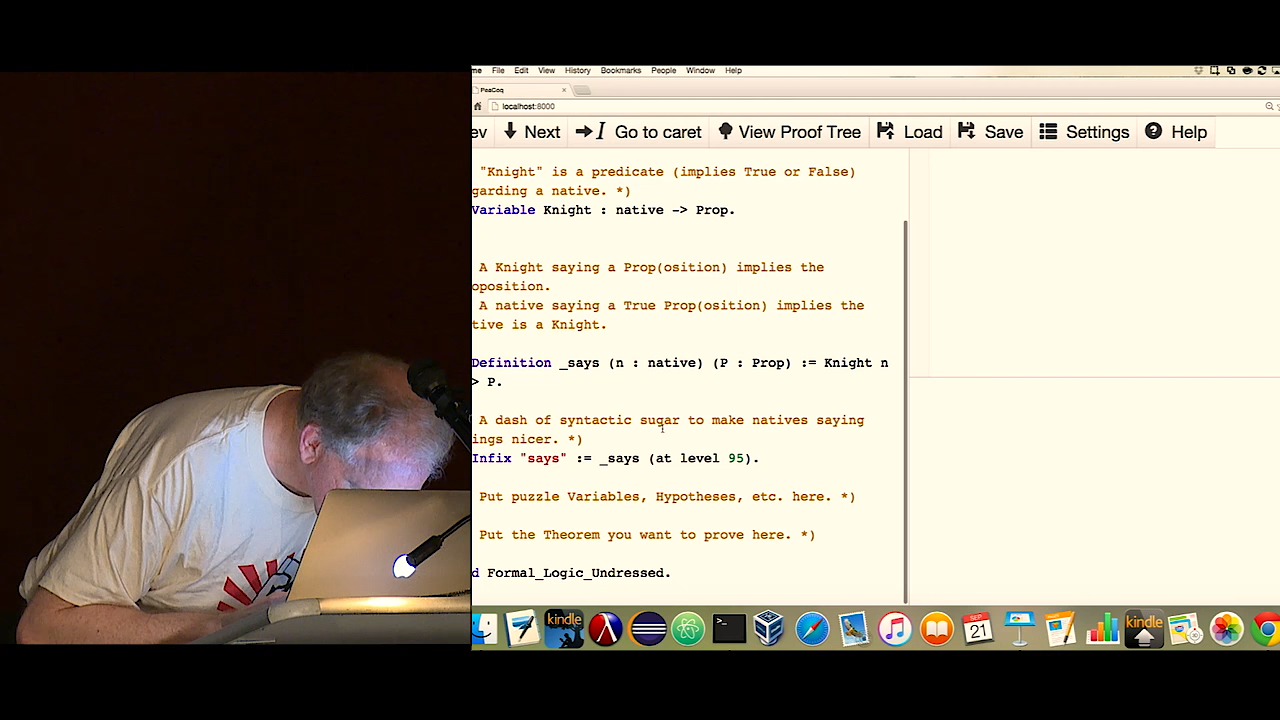 me File Edit View History Bookmarks People Window Help
PeaCoq
localhost:8000
ev Next Go to caret View Proof Tree Load Save Settings Help
"Knight" is a predicate (implies True or False)
garding a native. *)
Variable Knight : native -> Prop.
A Knight saying a Prop(osition) implies the
oposition.
A native saying a True Prop(osition) implies the
tive is a Knight.
Definition _says (n : native) (P : Prop) := Knight n
> P.
A dash of syntactic sugar to make natives saying
ings nicer. *)
Infix "says" := _says (at level 95).
Put puzzle Variables, Hypotheses, etc. here. *)
Put the Theorem you want to prove here. *)
d Formal_Logic_Undressed.
kindle
SEP
21
kindle